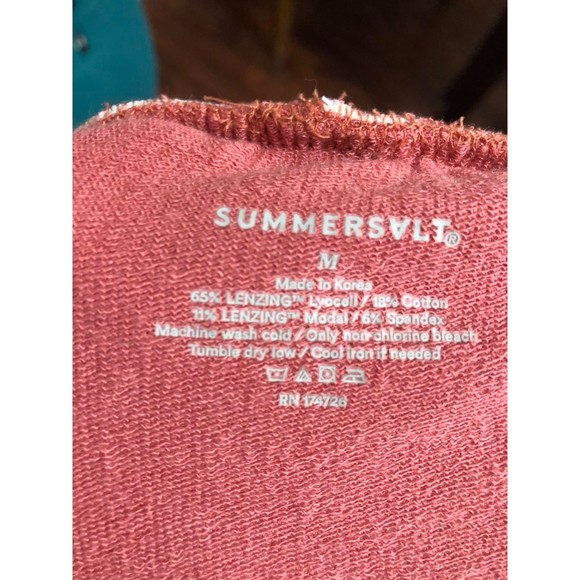 SUMMERSΛLT®
M
Made in Korea
65% LENZING™ Lyocell / 18% Cotton
11% LENZING™ Modal / 6% Spandex
Machine wash cold / Only non chlorine bleach
Tumble dry low / Cool iron if needed
RN 174726